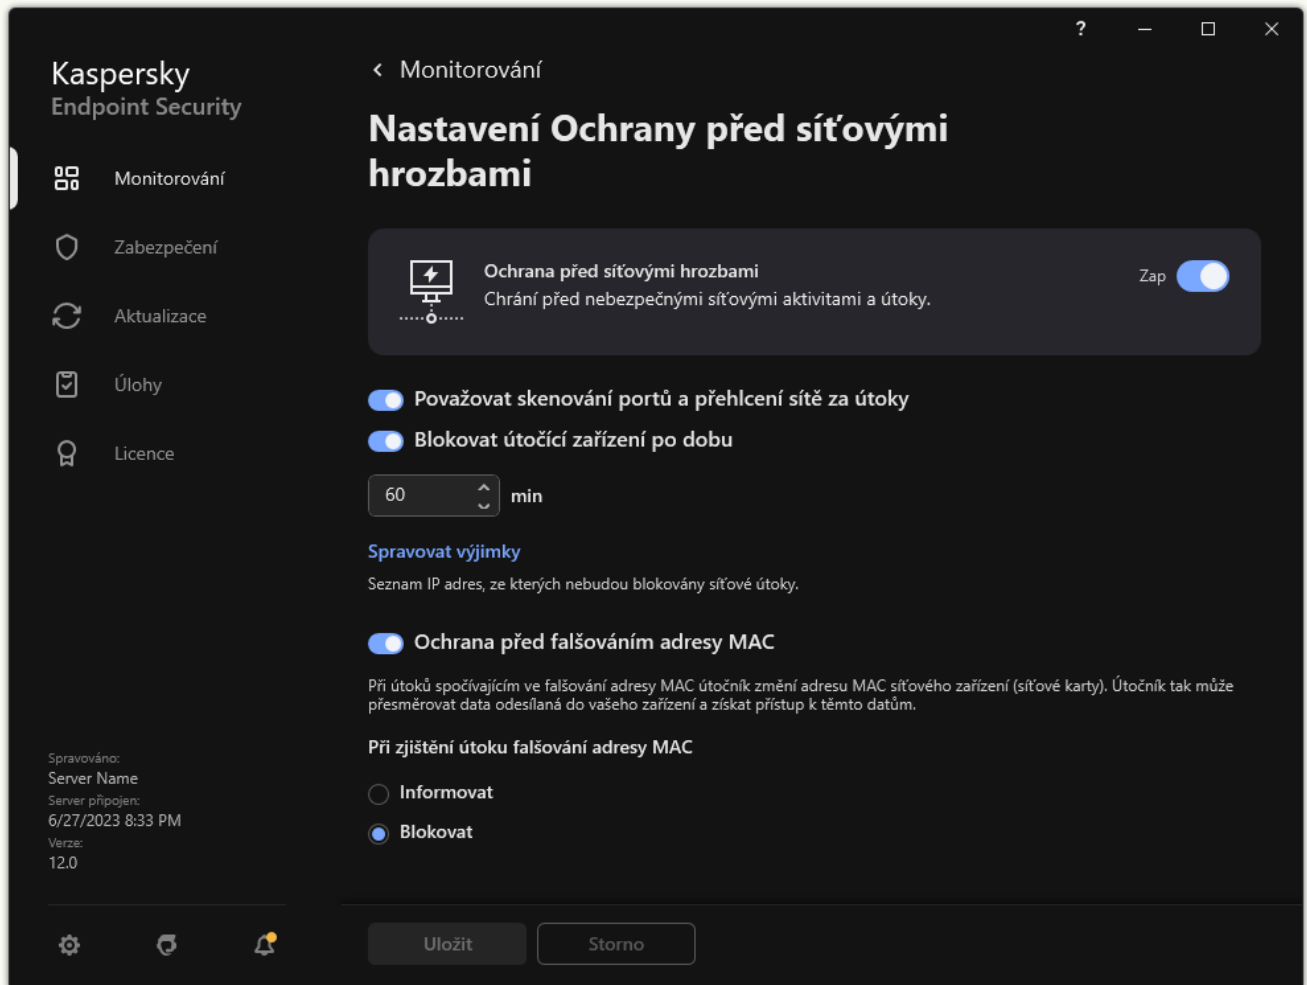 ?
Kaspersky
Endpoint Security
Monitorování
Zabezpečení
Aktualizace
Úlohy
Licence
Spravováno:
Server Name
Server připojen:
6/27/2023 8:33 PM
Verze:
12.0
Monitorování
Nastavení Ochrany před síťovými
hrozbami
Ochrana před síťovými hrozbami
Chrání před nebezpečnými síťovými aktivitami a útoky.
Zap
Považovat skenování portů a přehlcení sítě za útoky
Blokovat útočící zařízení po dobu
60 min
Spravovat výjimky
Seznam IP adres, ze kterých nebudou blokovány síťové útoky.
Ochrana před falšováním adresy MAC
Při útoků spočívajícím ve falšování adresy MAC útočník změní adresu MAC síťového zařízení (síťové karty). Útočník tak může
přesměrovat data odesílaná do vašeho zařízení a získat přístup k těmto datům.
Při zjištění útoku falšování adresy MAC
Informovat
Blokovat
Uložit
Storno